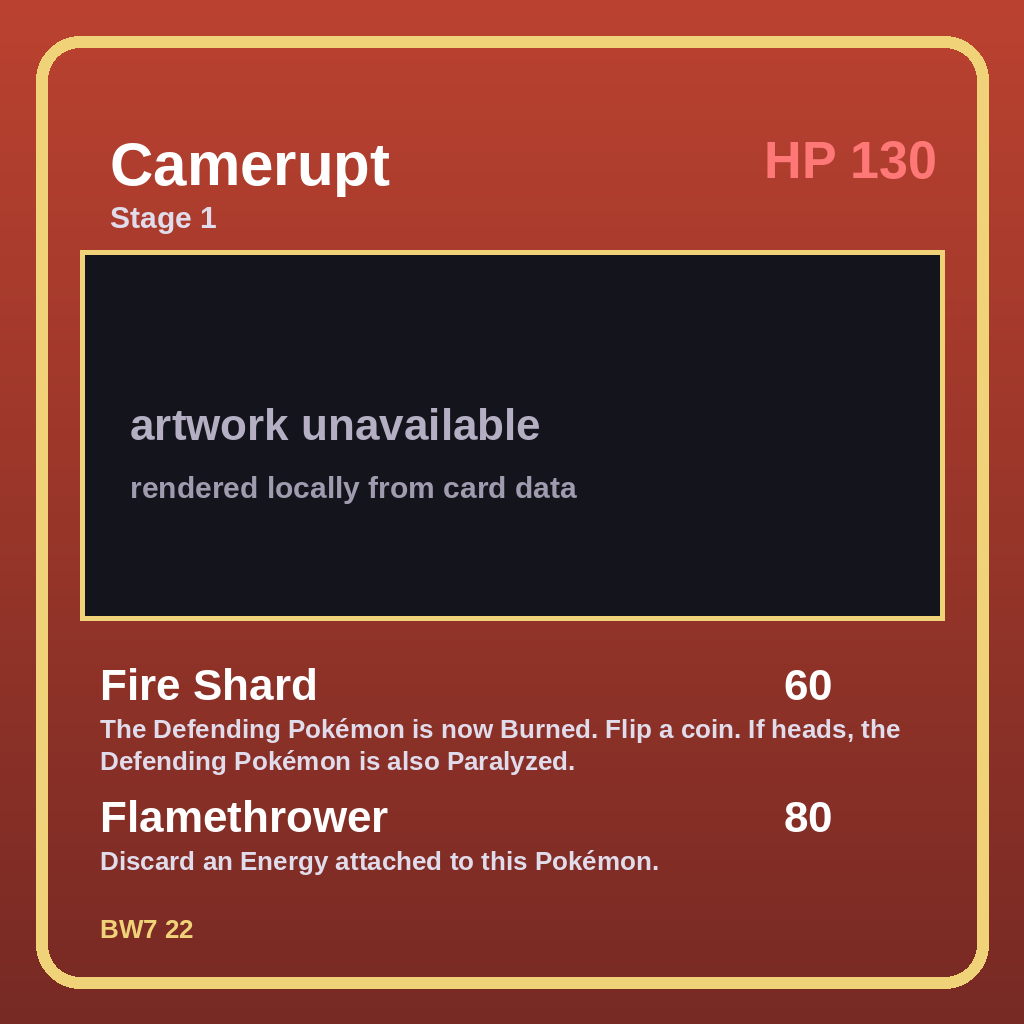 Camerupt
HP 130
Stage 1
artwork unavailable
rendered locally from card data
Fire Shard
60
The Defending Pokémon is now Burned. Flip a coin. If heads, the
Defending Pokémon is also Paralyzed.
Flamethrower
80
Discard an Energy attached to this Pokémon.
BW7 22